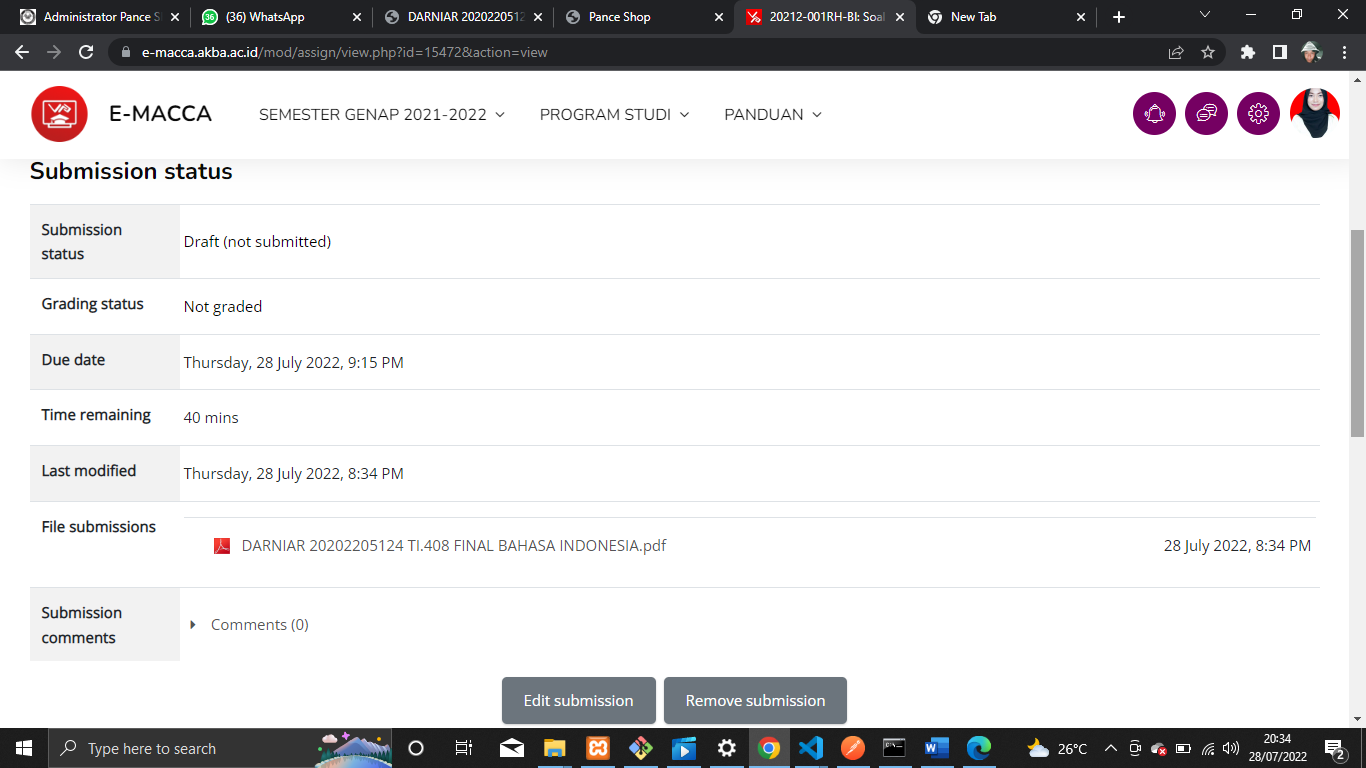 Administrator Pance S
(36) WhatsApp
DARNIAR 2020220512
Pance Shop
20212-001RH-BI: Soal
New Tab
e-macca.akba.ac.id/mod/assign/view.php?id=15472&action=view
E-MACCA
SEMESTER GENAP 2021-2022
PROGRAM STUDI
PANDUAN
Submission status
Submission status
Draft (not submitted)
Grading status
Not graded
Due date
Thursday, 28 July 2022, 9:15 PM
Time remaining
40 mins
Last modified
Thursday, 28 July 2022, 8:34 PM
File submissions
DARNIAR 20202205124 TI.408 FINAL BAHASA INDONESIA.pdf
28 July 2022, 8:34 PM
Submission comments
Comments (0)
Edit submission
Remove submission
Type here to search
26°C
20:34
28/07/2022
2